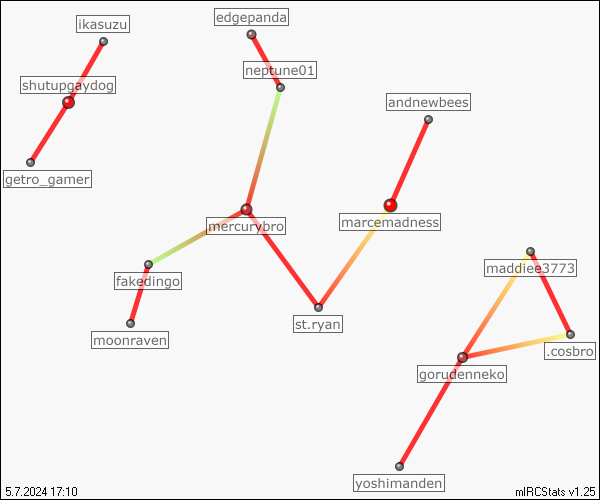 ikasuzu
edgepanda
shutupgaydog
neptune01
andnewbees
getro_gamer
mercurybro
marcemadness
maddiee3773
fakedingo
st.ryan
moonraven
.cosbro
gorudenneko
yoshimanden
5.7.2024 17:10
mIRCStats v1.25